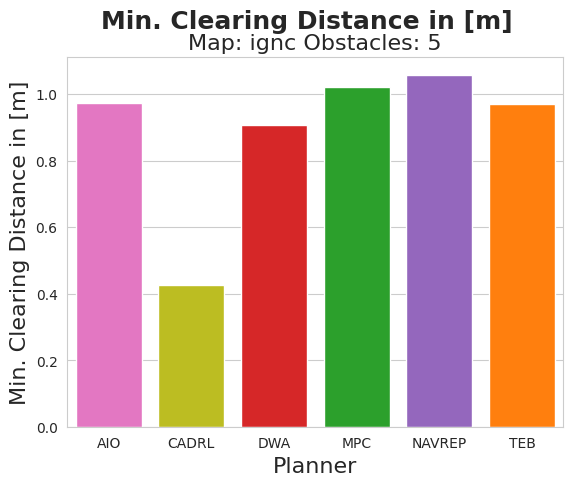 Min. Clearing Distance in [m]
Map: ignc Obstacles: 5
Min. Clearing Distance in [m]
1.0
0.8
0.6
0.4
0.2
0.0
AIO CADRL DWA MPC NAVREP TEB
Planner